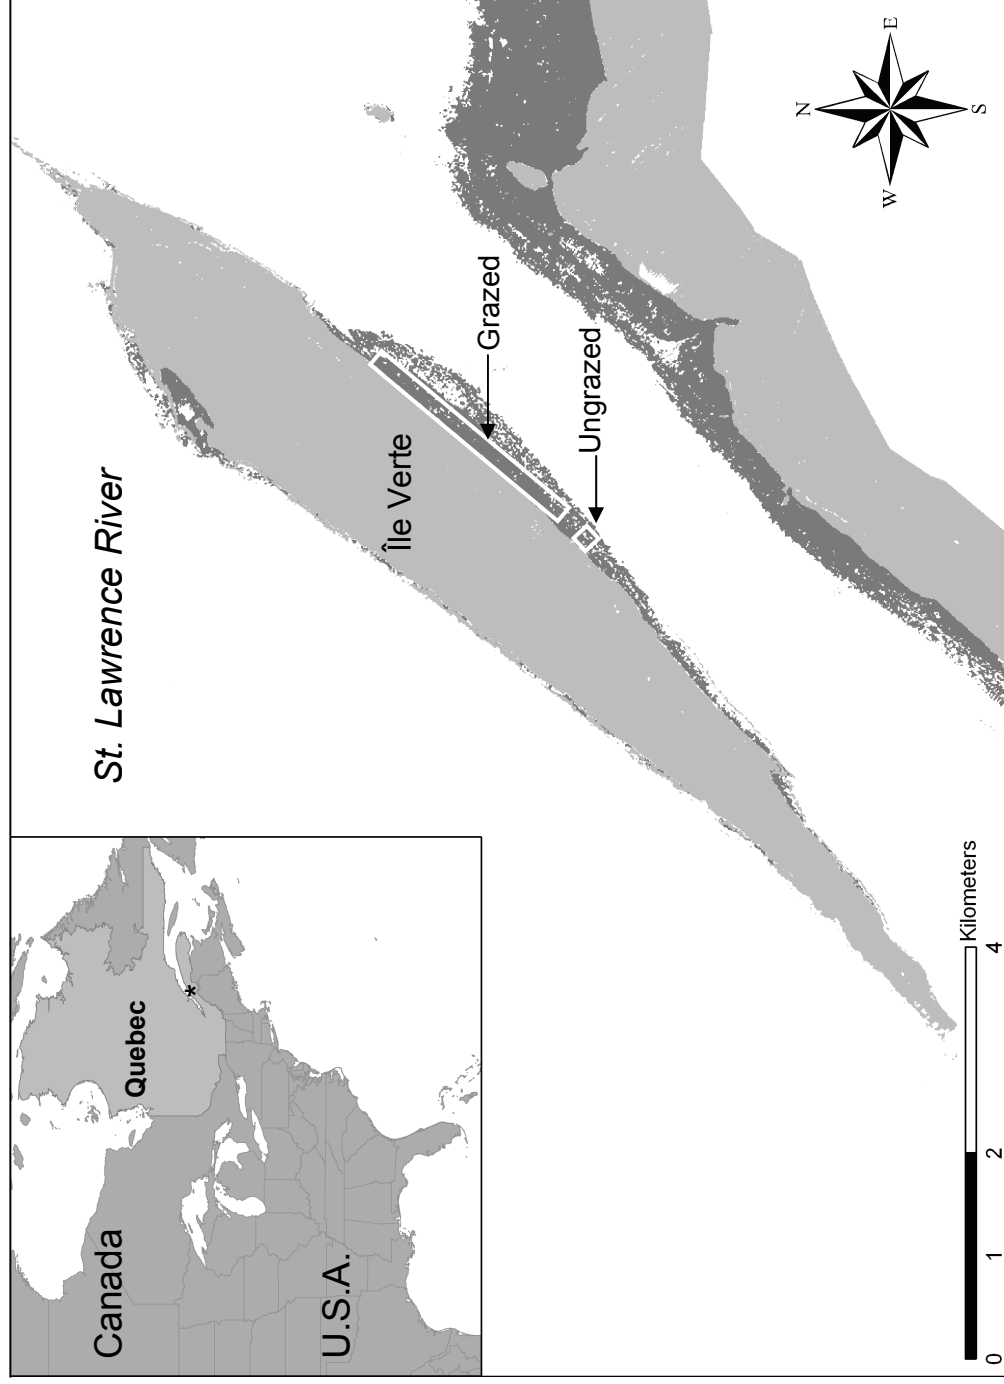 Canada
Quebec
*
U.S.A.
St. Lawrence River
Île Verte
Grazed
Ungrazed
N
W
E
S
0
1
2
4
Kilometers